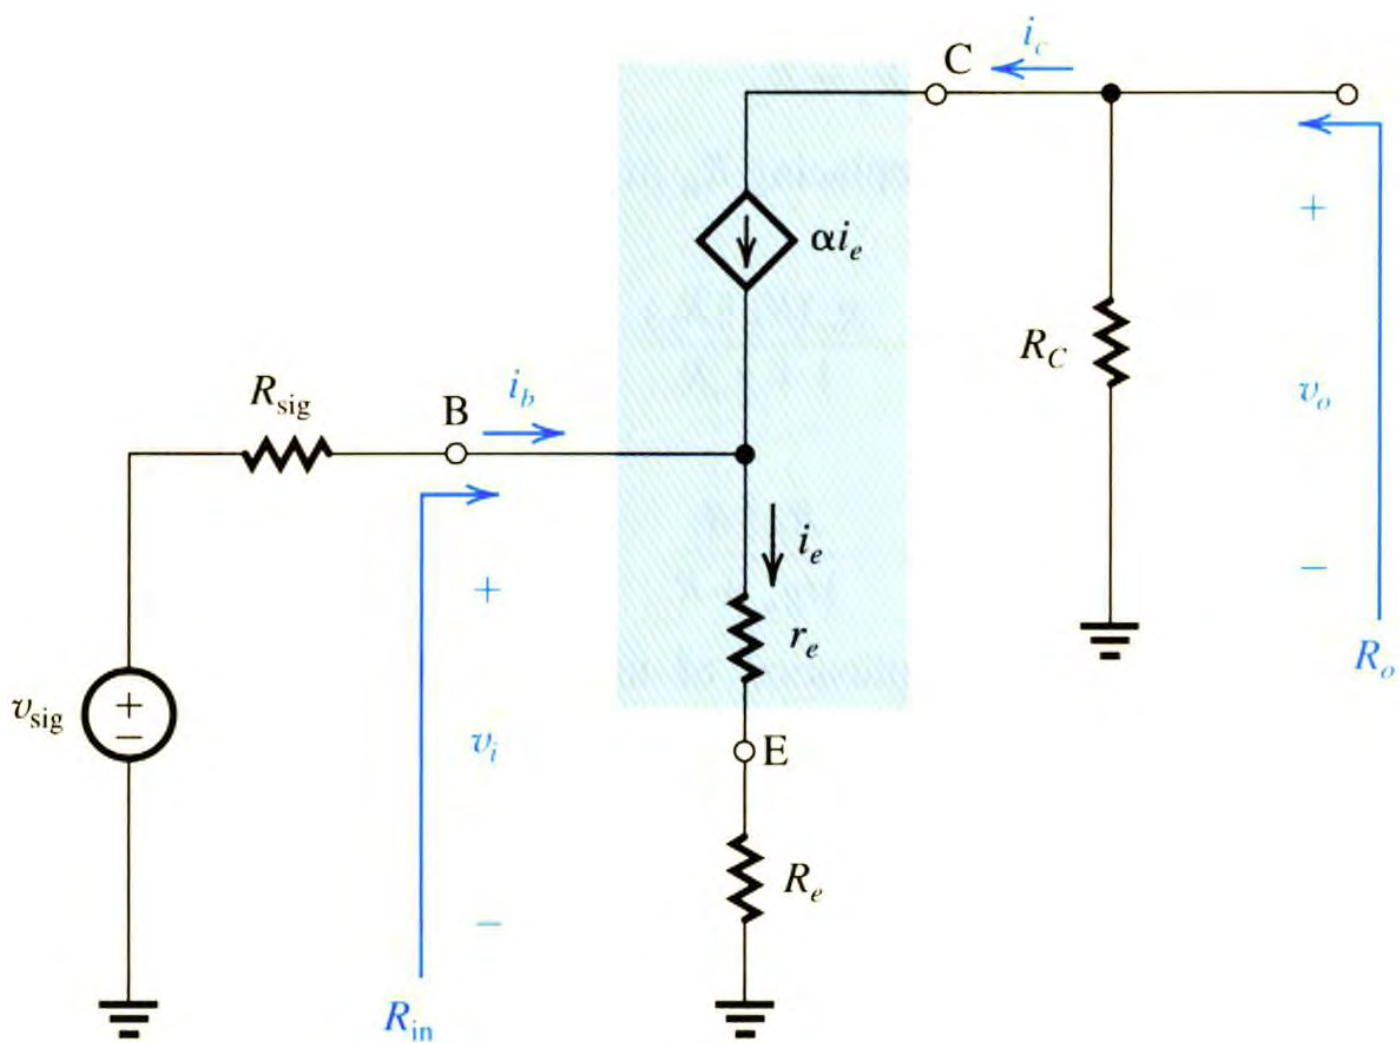 i_c
C
αi_e
+
R_C
v_o
R_sig
B
i_b
−
i_e
+
r_e
R_o
v_sig
+
−
v_i
E
R_e
−
R_in